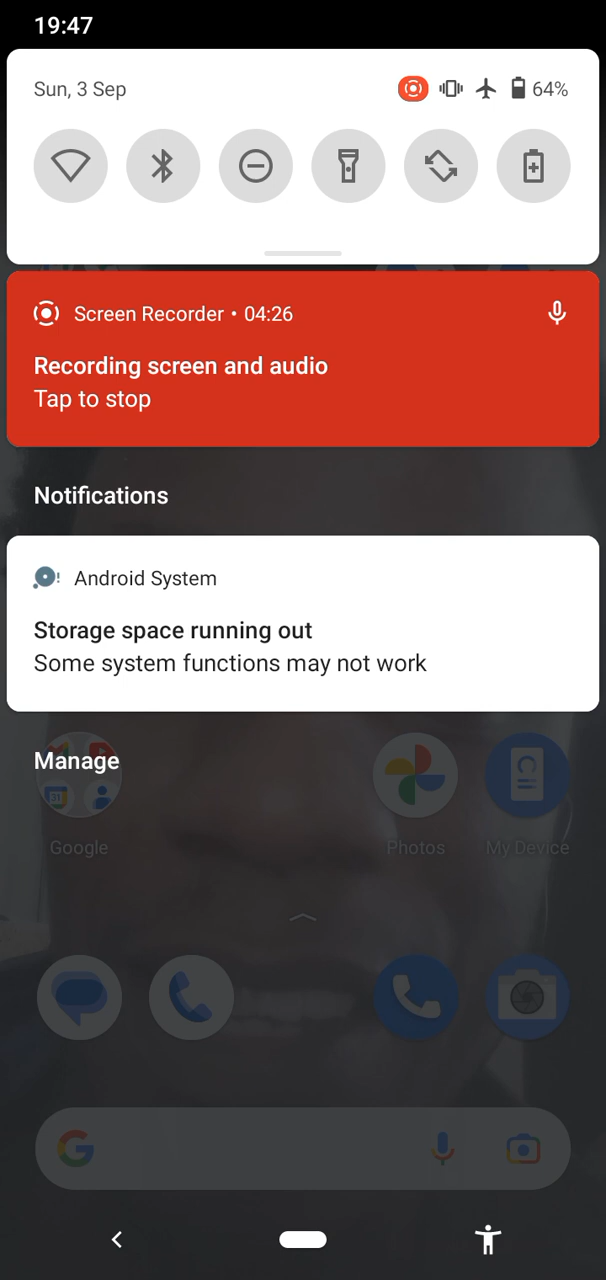 19:47
Sun, 3 Sep
64%
Screen Recorder • 04:26
Recording screen and audio
Tap to stop
Notifications
Android System
Storage space running out
Some system functions may not work
Manage
31
Google
Photos
My Device